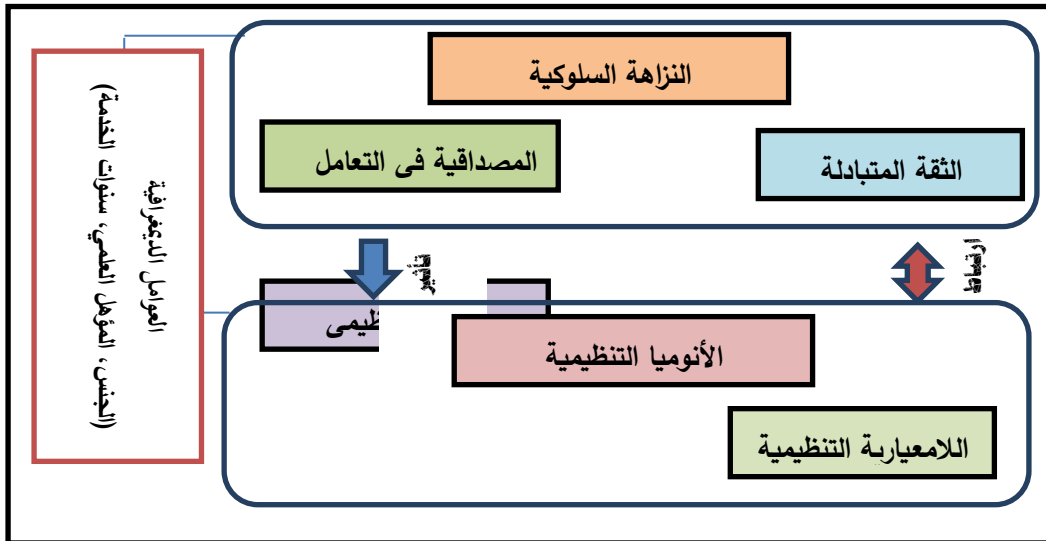 النزاهة السلوكية
الثقة المتبادلة
المصداقية فى التعامل
العوامل الديمغرافية
(الجنس، المؤهل العلمي، سنوات الخدمة)
ارتباط
تأثير
الأنوميا التنظيمية
اللامعيارية التنظيمية